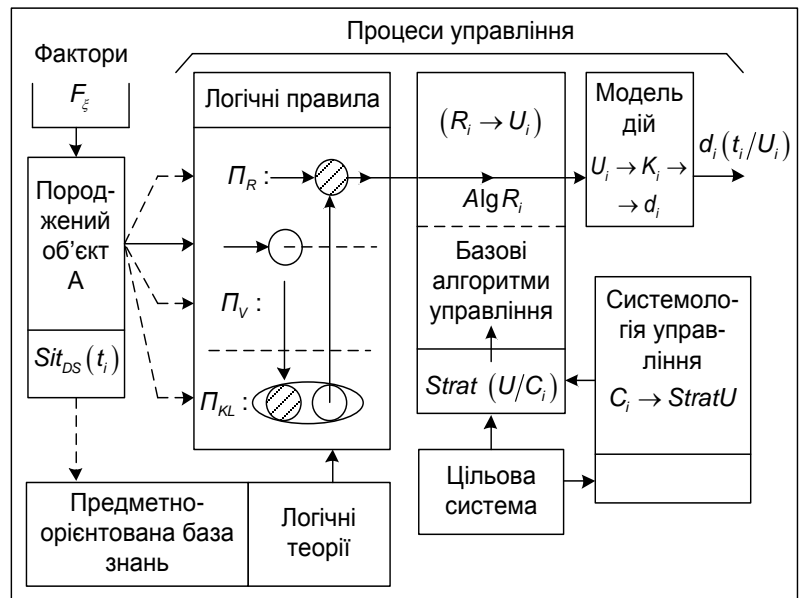 Процеси управління
Фактори
F_ξ
Пород-
жений
об’єкт
А
Sit_DS(t_i)
Логічні правила
П_R :
П_V :
П_KL :
(R_i → U_i)
AlgR_i
Базові
алгоритми
управління
Strat (U/C_i)
Модель
дій
U_i → K_i →
→ d_i
d_i(t_i/U_i)
Системоло-
гія управ-
ління
C_i → StratU
Цільова
система
Предметно-
орієнтована база
знань
Логічні
теорії